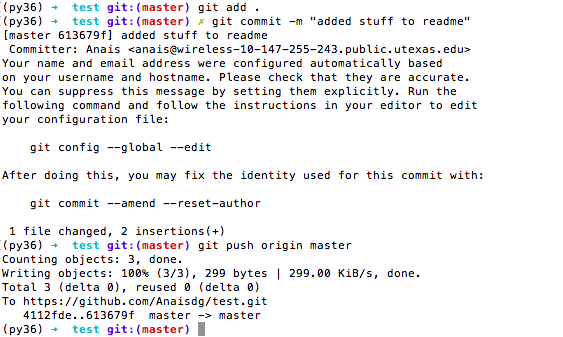 (py36) → test git:(master) git add .
(py36) → test git:(master) ✗ git commit -m "added stuff to readme"
[master 613679f] added stuff to readme
 Committer: Anais <anais@wireless-10-147-255-243.public.utexas.edu>
Your name and email address were configured automatically based
on your username and hostname. Please check that they are accurate.
You can suppress this message by setting them explicitly. Run the
following command and follow the instructions in your editor to edit
your configuration file:

    git config --global --edit

After doing this, you may fix the identity used for this commit with:

    git commit --amend --reset-author

 1 file changed, 2 insertions(+)
(py36) → test git:(master) git push origin master
Counting objects: 3, done.
Writing objects: 100% (3/3), 299 bytes | 299.00 KiB/s, done.
Total 3 (delta 0), reused 0 (delta 0)
To https://github.com/Anaisdg/test.git
   4112fde..613679f  master -> master
(py36) → test git:(master)